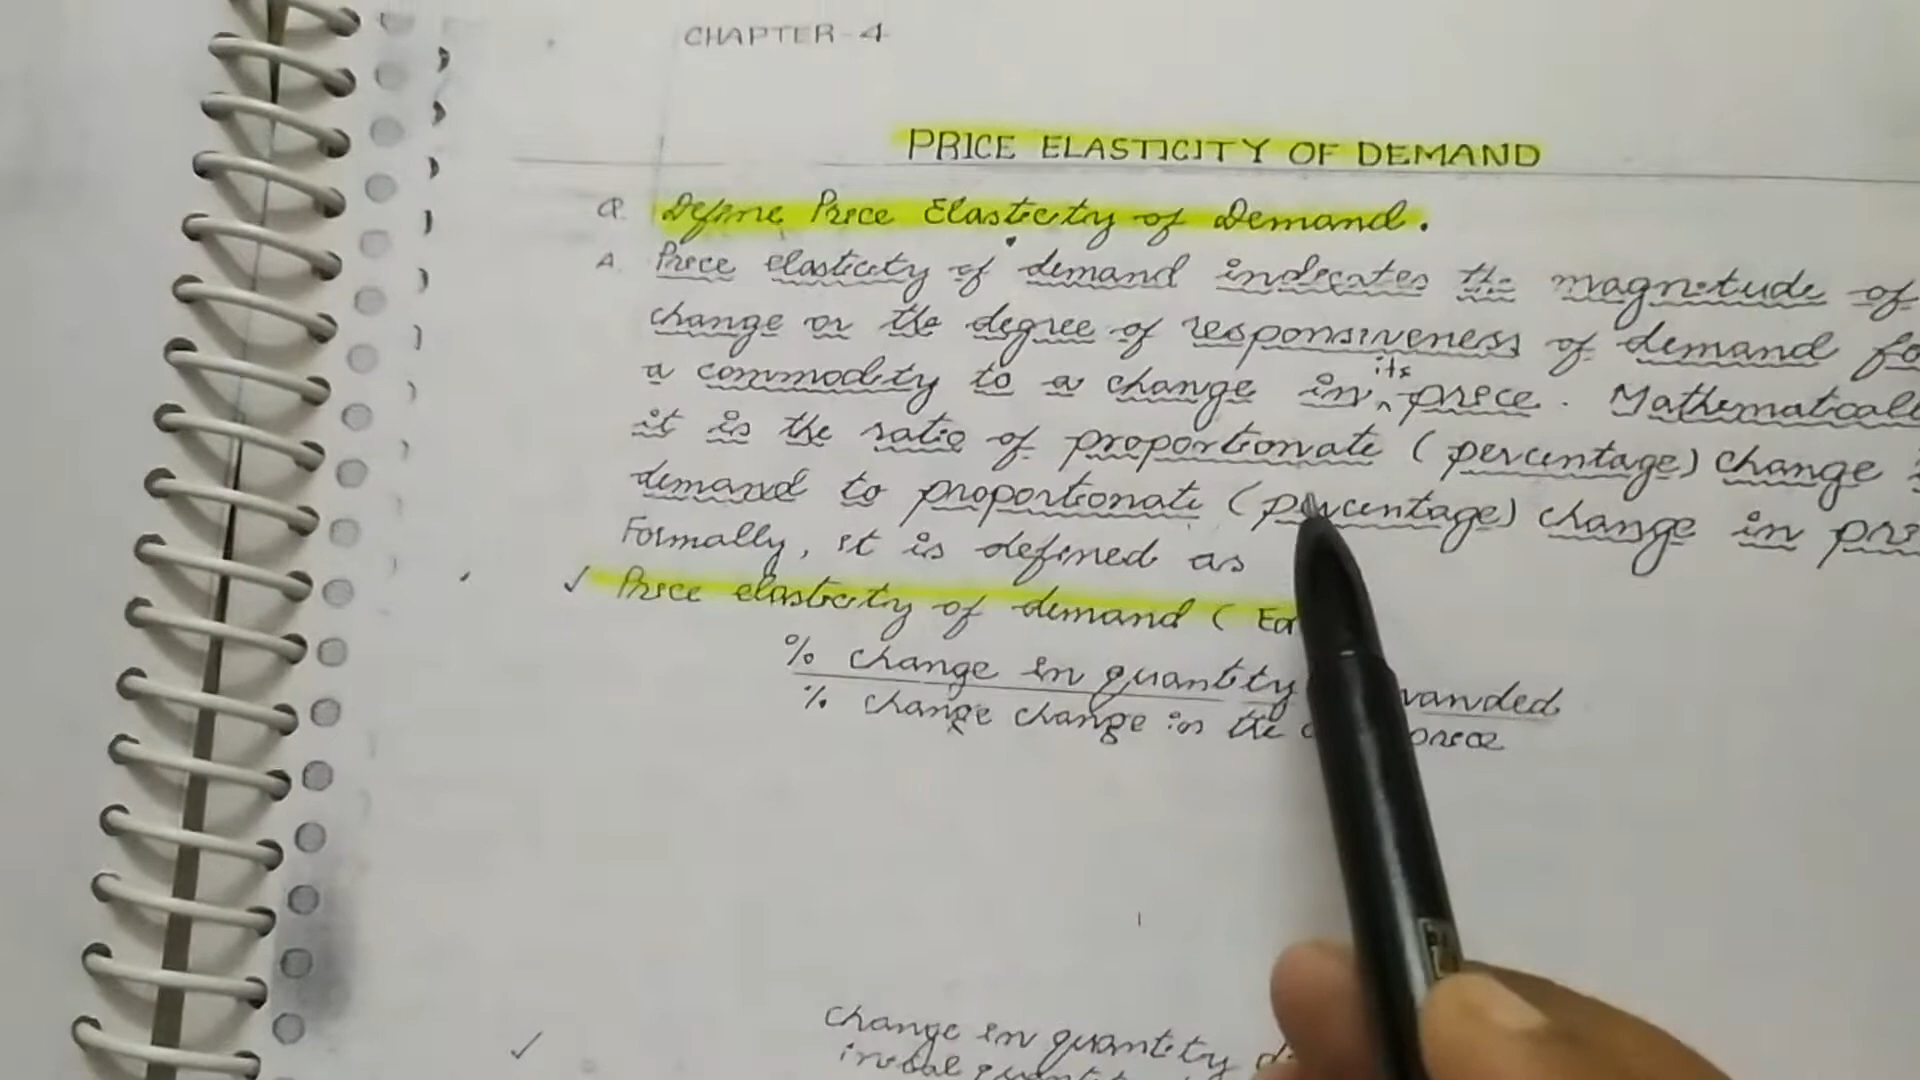 CHAPTER-4
PRICE ELASTICITY OF DEMAND
Q. Define Price Elasticity of Demand.
A. Price elasticity of demand indicates the magnitude of
change or the degree of responsiveness of demand
a commodity to a change in its price. Mathematical
it is the ratio of proportionate (percentage) change
demand to proportionate (percentage) change in
Formally, it is defined as
✓ Price elasticity of demand (Ed
% change in quantity
% change change in the price
change in quantity